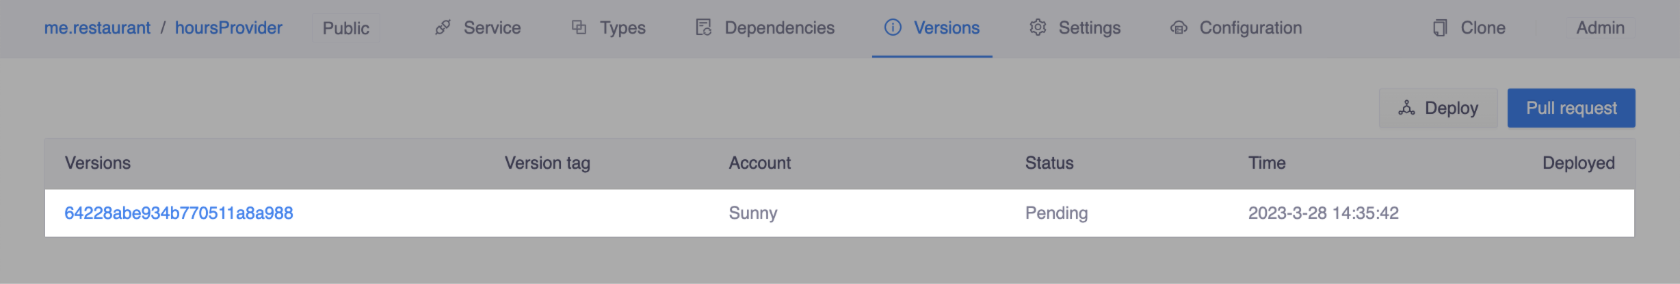 me.restaurant / hoursProvider Public Service Types Dependencies Versions Settings Configuration Clone Admin
Deploy Pull request
Versions Version tag Account Status Time Deployed
64228abe934b770511a8a988 Sunny Pending 2023-3-28 14:35:42